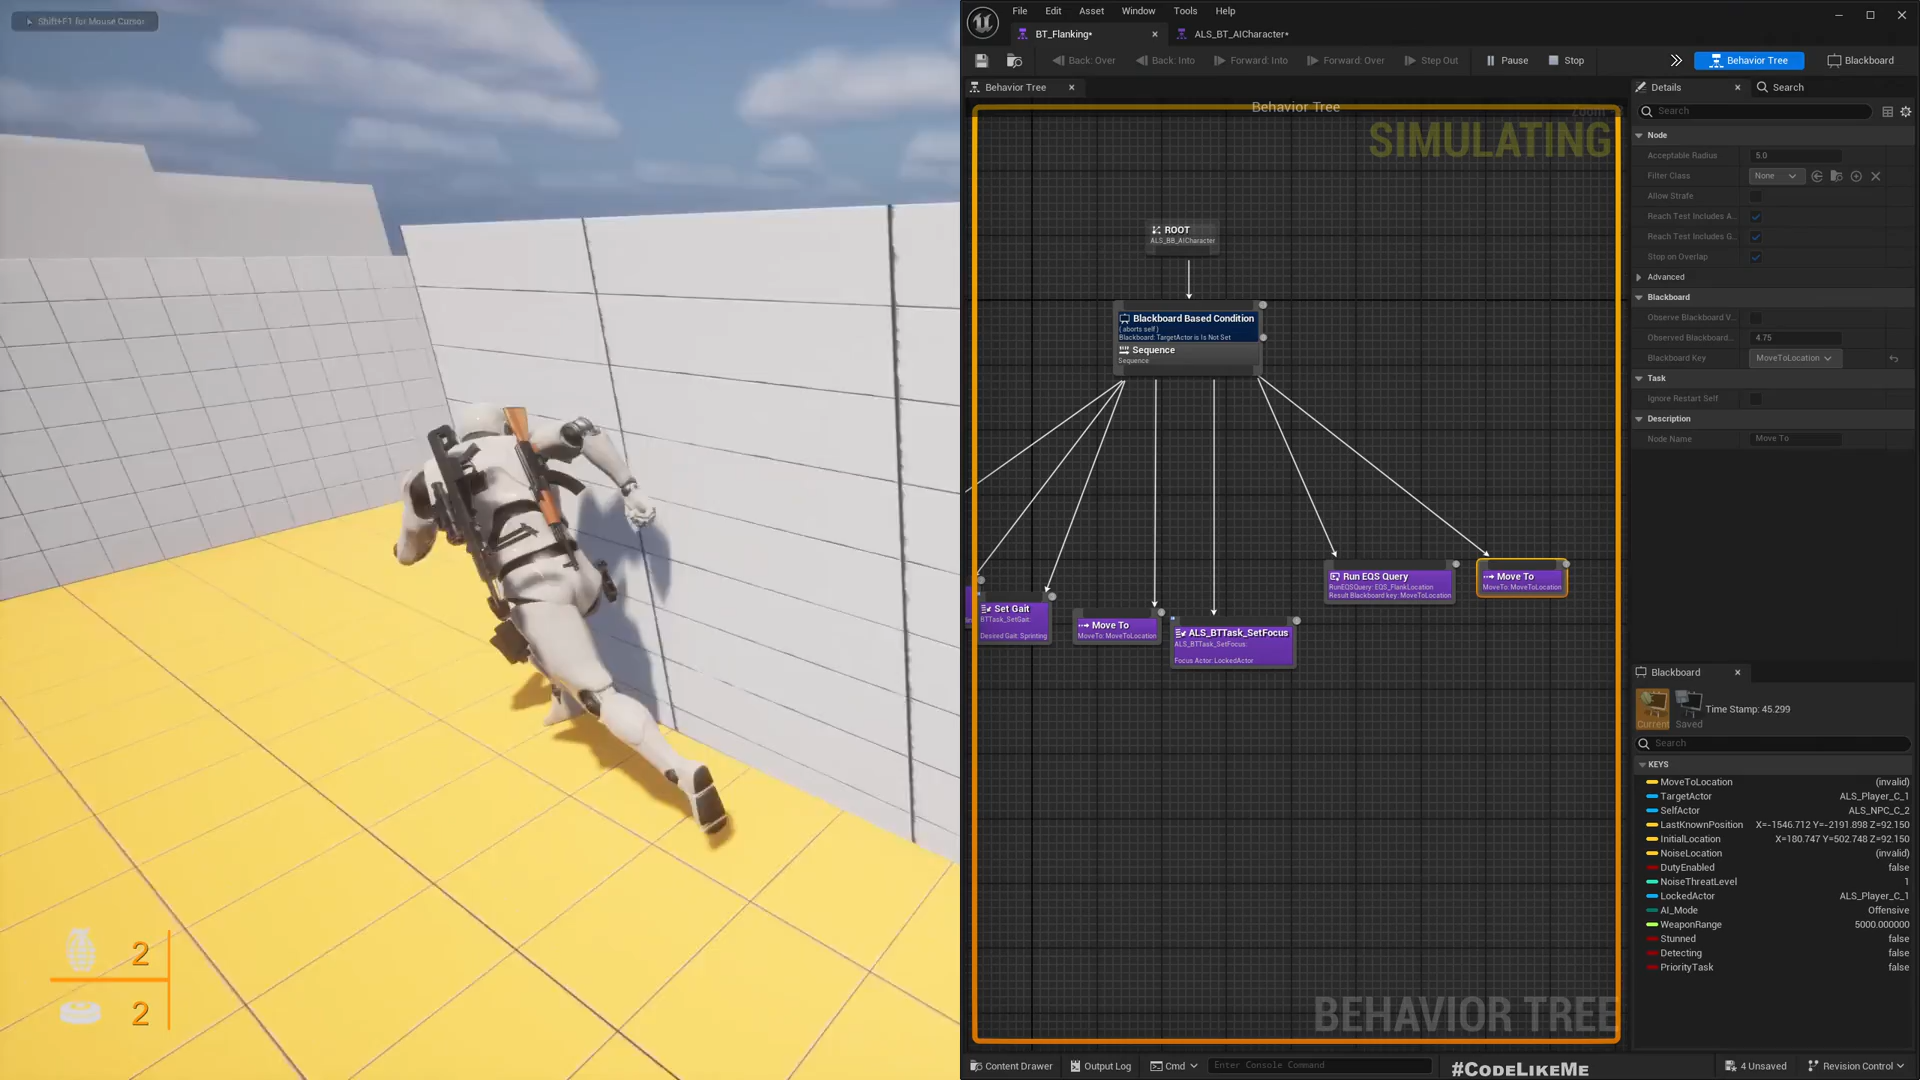 Shift+F1 for Mouse Cursor
2
2
File Edit Asset Window Tools Help
BT_Flanking*
ALS_BT_AICharacter*
Back: Over
Back: Into
Forward: Into
Forward: Over
Step Out
Pause
Stop
Behavior Tree
Blackboard
Behavior Tree
Behavior Tree
SIMULATING
ROOT
ALS_BB_AICharacter
Blackboard Based Condition
( aborts self )
Blackboard: TargetActor is Is Not Set
Sequence
Sequence
Set Gait
BTTask_SetGait:
Desired Gait: Sprinting
Move To
MoveTo: MoveToLocation
ALS_BTTask_SetFocus
ALS_BTTask_SetFocus:
Focus Actor: LockedActor
Run EQS Query
RunEQSQuery: EQS_FlankLocation
Result Blackboard key: MoveToLocation
Move To
MoveTo: MoveToLocation
BEHAVIOR TREE
Details
Search
Search
Node
Acceptable Radius 5.0
Filter Class None
Allow Strafe
Reach Test Includes A..
Reach Test Includes G..
Stop on Overlap
Advanced
Blackboard
Observe Blackboard V..
Observed Blackboard.. 4.75
Blackboard Key MoveToLocation
Task
Ignore Restart Self
Description
Node Name Move To
Blackboard
Current
Saved
Time Stamp: 45.299
Search
KEYS
MoveToLocation (invalid)
TargetActor ALS_Player_C_1
SelfActor ALS_NPC_C_2
LastKnownPosition X=-1546.712 Y=-2191.898 Z=92.150
InitialLocation X=180.747 Y=502.748 Z=92.150
NoiseLocation (invalid)
DutyEnabled false
NoiseThreatLevel 1
LockedActor ALS_Player_C_1
AI_Mode Offensive
WeaponRange 5000.000000
Stunned false
Detecting false
PriorityTask false
Content Drawer
Output Log
Cmd
Enter Console Command
#CodeLikeMe
4 Unsaved
Revision Control